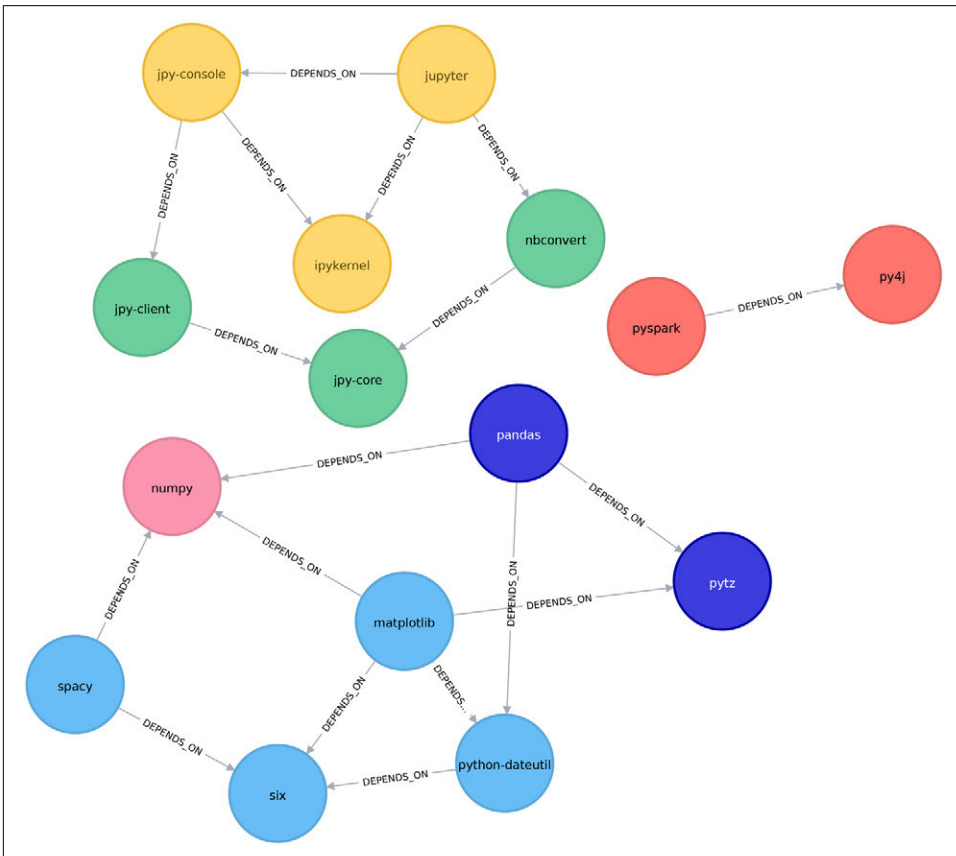 jpy-console
DEPENDS_ON
jupyter
DEPENDS_ON
DEPENDS_ON
DEPENDS_ON
DEPENDS_ON
nbconvert
ipykernel
py4j
jpy-client
DEPENDS_ON
DEPENDS_ON
DEPENDS_ON
pyspark
jpy-core
pandas
DEPENDS_ON
numpy
DEPENDS_ON
DEPENDS_ON
DEPENDS_ON
DEPENDS_ON
pytz
DEPENDS_ON
DEPENDS_ON
matplotlib
spacy
DEPENDS_ON
DEPENDS...
DEPENDS_ON
python-dateutil
DEPENDS_ON
six